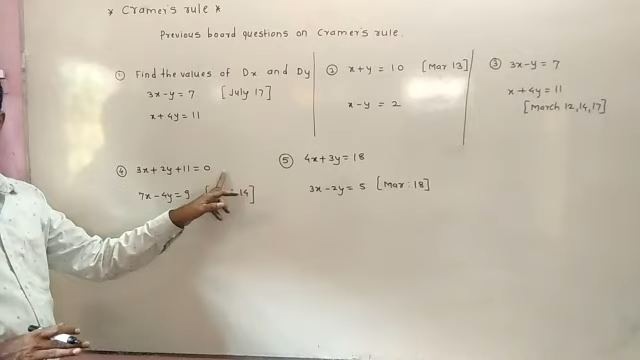 * Cramer's rule *
Previous board questions on Cramer's rule.
① Find the values of Dx and Dy
3x-y=7 [July 17]
x+4y=11
② x+y=10 [Mar 13]
x-y=2
③ 3x-y=7
x+4y=11
[March 12,14,17]
④ 3x+2y+11=0
7x-4y=9 [ 14]
⑤ 4x+3y=18
3x-2y=5 [Mar:18]